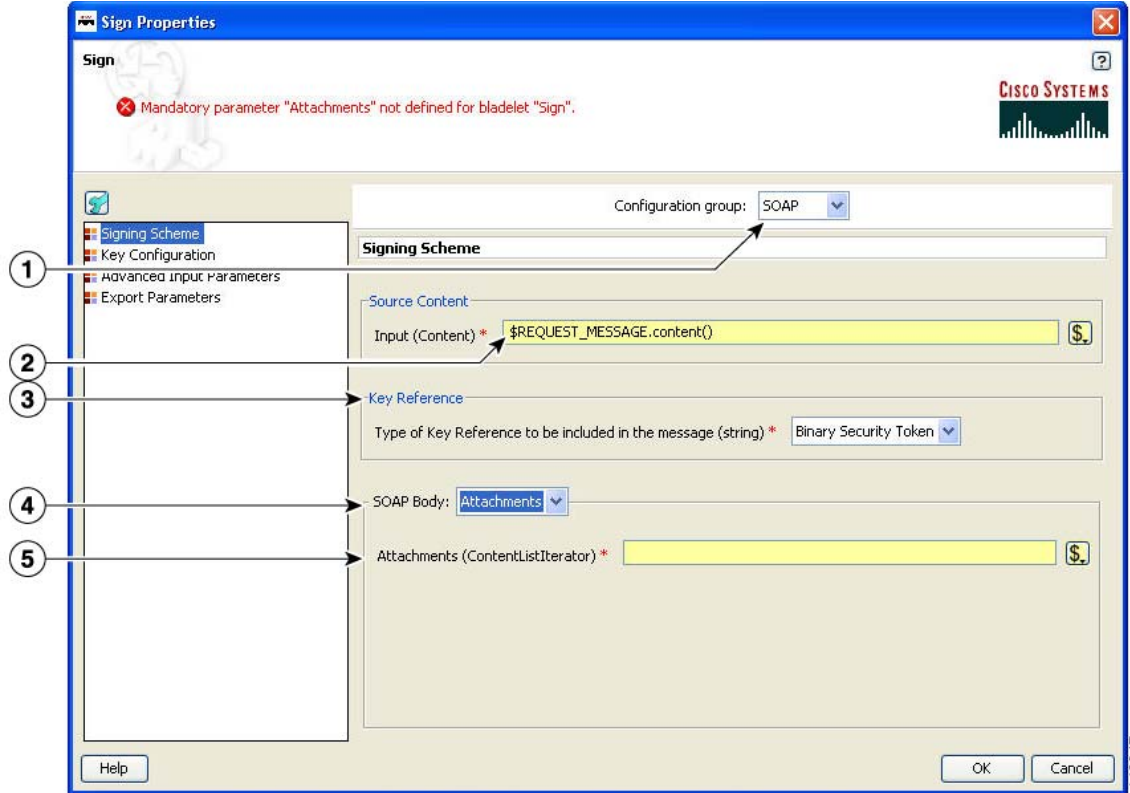 Sign Properties
Sign
Mandatory parameter "Attachments" not defined for bladelet "Sign".
CISCO SYSTEMS
Configuration group: SOAP
Signing Scheme
Key Configuration
Advanced Input Parameters
Export Parameters
Signing Scheme
1
Source Content
Input (Content) * $REQUEST_MESSAGE.content() $
2
3 Key Reference
Type of Key Reference to be included in the message (string) * Binary Security Token
4 SOAP Body: Attachments
5 Attachments (ContentListIterator) * $
Help OK Cancel